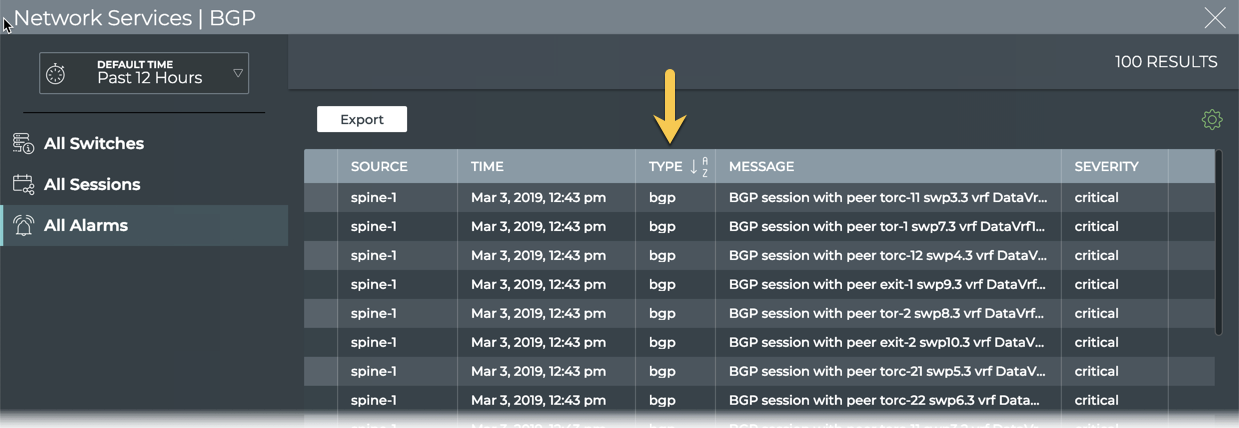 Network Services | BGP
DEFAULT TIME
Past 12 Hours
100 RESULTS
All Switches
All Sessions
All Alarms
Export
SOURCE TIME TYPE A Z MESSAGE SEVERITY
spine-1 Mar 3, 2019, 12:43 pm bgp BGP session with peer torc-11 swp3.3 vrf DataVr... critical
spine-1 Mar 3, 2019, 12:43 pm bgp BGP session with peer tor-1 swp7.3 vrf DataVrf1... critical
spine-1 Mar 3, 2019, 12:43 pm bgp BGP session with peer torc-12 swp4.3 vrf DataV... critical
spine-1 Mar 3, 2019, 12:43 pm bgp BGP session with peer exit-1 swp9.3 vrf DataVrf... critical
spine-1 Mar 3, 2019, 12:43 pm bgp BGP session with peer tor-2 swp8.3 vrf DataVrf... critical
spine-1 Mar 3, 2019, 12:43 pm bgp BGP session with peer exit-2 swp10.3 vrf DataV... critical
spine-1 Mar 3, 2019, 12:43 pm bgp BGP session with peer torc-21 swp5.3 vrf DataV... critical
spine-1 Mar 3, 2019, 12:43 pm bgp BGP session with peer torc-22 swp6.3 vrf Data... critical